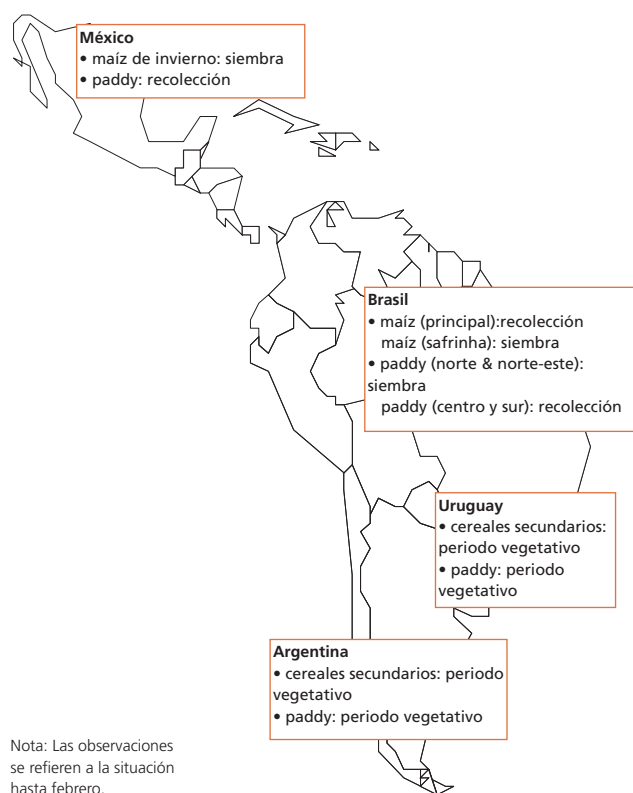 México
• maíz de invierno: siembra
• paddy: recolección
Brasil
• maíz (principal):recolección
maíz (safrinha): siembra
• paddy (norte & norte-este):
siembra
paddy (centro y sur): recolección
Uruguay
• cereales secundarios:
periodo vegetativo
• paddy: periodo
vegetativo
Argentina
• cereales secundarios: periodo
vegetativo
• paddy: periodo vegetativo
Nota: Las observaciones
se refieren a la situación
hasta febrero.